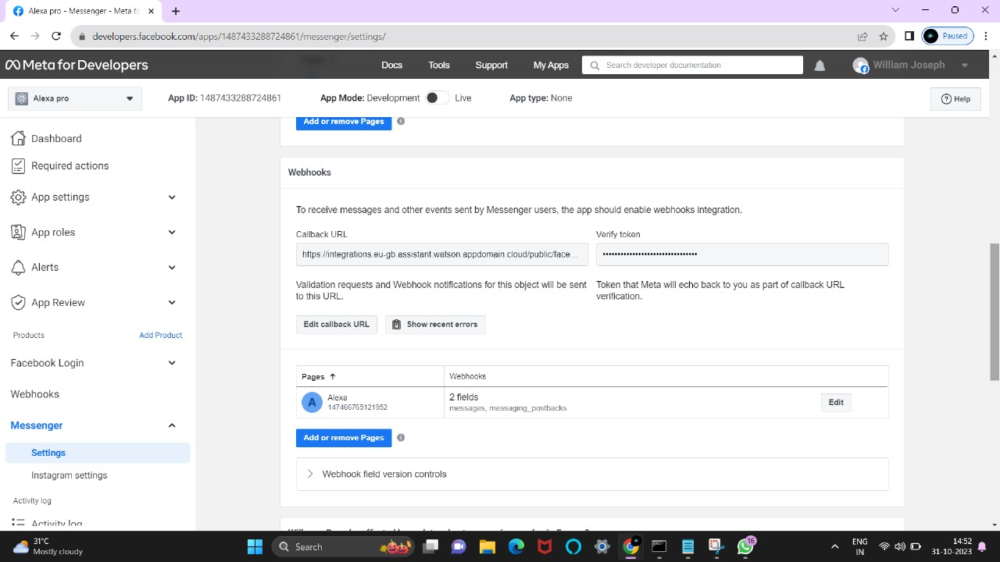 Alexa pro - Messenger - Meta fo
developers.facebook.com/apps/1487433288724861/messenger/settings/
Paused
Meta for Developers
Docs
Tools
Support
My Apps
Search developer documentation
William Joseph
Alexa pro
App ID: 1487433288724861
App Mode: Development
Live
App type: None
Help
Dashboard
Required actions
App settings
App roles
Alerts
App Review
Products
Add Product
Facebook Login
Webhooks
Messenger
Settings
Instagram settings
Activity log
Activity log
Add or remove Pages
Webhooks
To receive messages and other events sent by Messenger users, the app should enable webhooks integration.
Callback URL
Verify token
https://integrations.eu-gb.assistant.watson.appdomain.cloud/public/face...
••••••••••••••••••••••••••••••••
Validation requests and Webhook notifications for this object will be sent
to this URL.
Token that Meta will echo back to you as part of callback URL
verification.
Edit callback URL
Show recent errors
Pages ↑
Webhooks
A
Alexa
147466765121952
2 fields
messages, messaging_postbacks
Edit
Add or remove Pages
Webhook field version controls
31°C
Mostly cloudy
Search
16
ENG
IN
14:52
31-10-2023